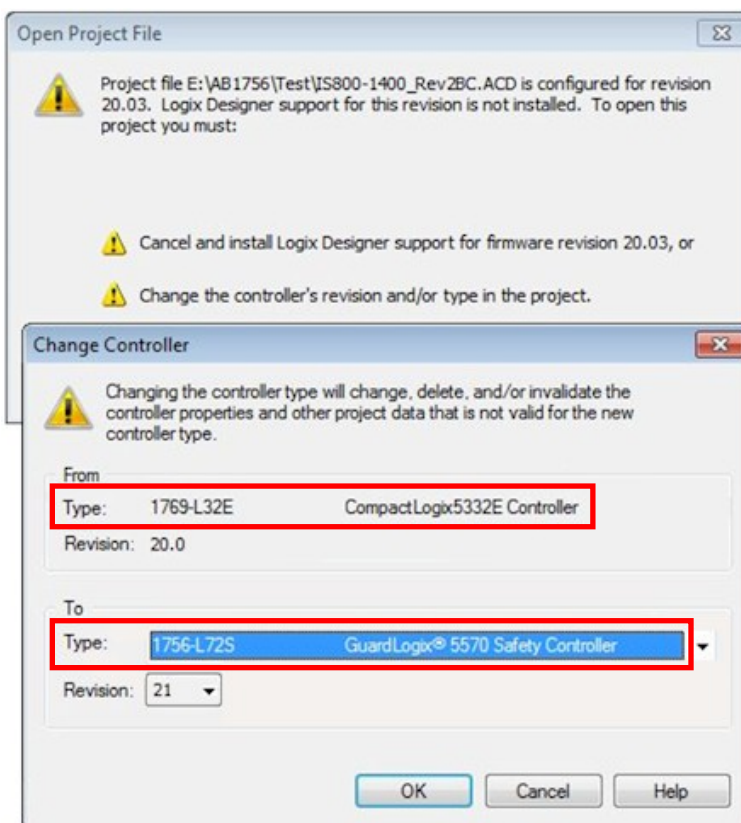 Open Project File
Project file E:\AB1756\Test\IS800-1400_Rev2BC.ACD is configured for revision
20.03. Logix Designer support for this revision is not installed. To open this
project you must:
Cancel and install Logix Designer support for firmware revision 20.03, or
Change the controller's revision and/or type in the project.
Change Controller
Changing the controller type will change, delete, and/or invalidate the
controller properties and other project data that is not valid for the new
controller type.
From
Type: 1769-L32E CompactLogix5332E Controller
Revision: 20.0
To
Type: 1756-L72S GuardLogix® 5570 Safety Controller
Revision: 21
OK Cancel Help